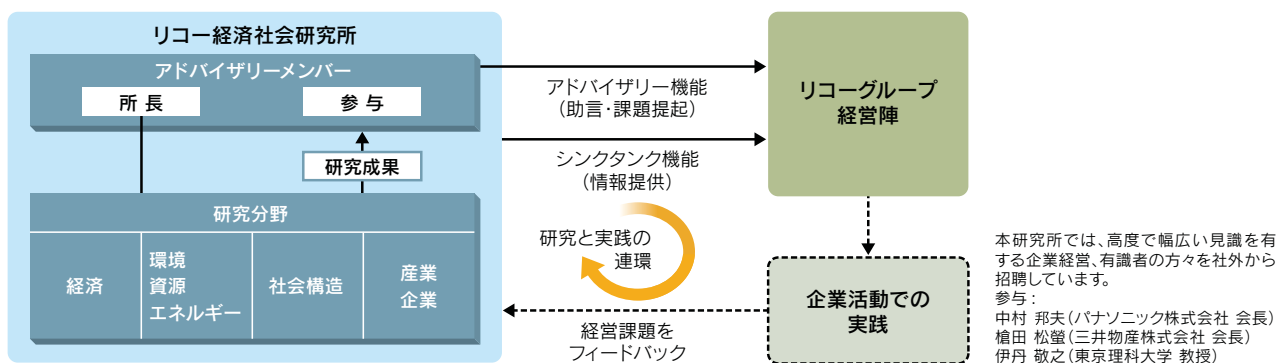 リコー経済社会研究所
アドバイザリーメンバー
所 長
参 与
研究成果
研究分野
経済
環境
資源
エネルギー
社会構造
産業
企業
アドバイザリー機能
(助言・課題提起)
シンクタンク機能
(情報提供)
研究と実践の
連環
経営課題を
フィードバック
リコーグループ
経営陣
企業活動での
実践
本研究所では、高度で幅広い見識を有
する企業経営、有識者の方々を社外から
招聘しています。
参与:
中村 邦夫(パナソニック株式会社 会長)
槍田 松瑩(三井物産株式会社 会長)
伊丹 敬之(東京理科大学 教授)